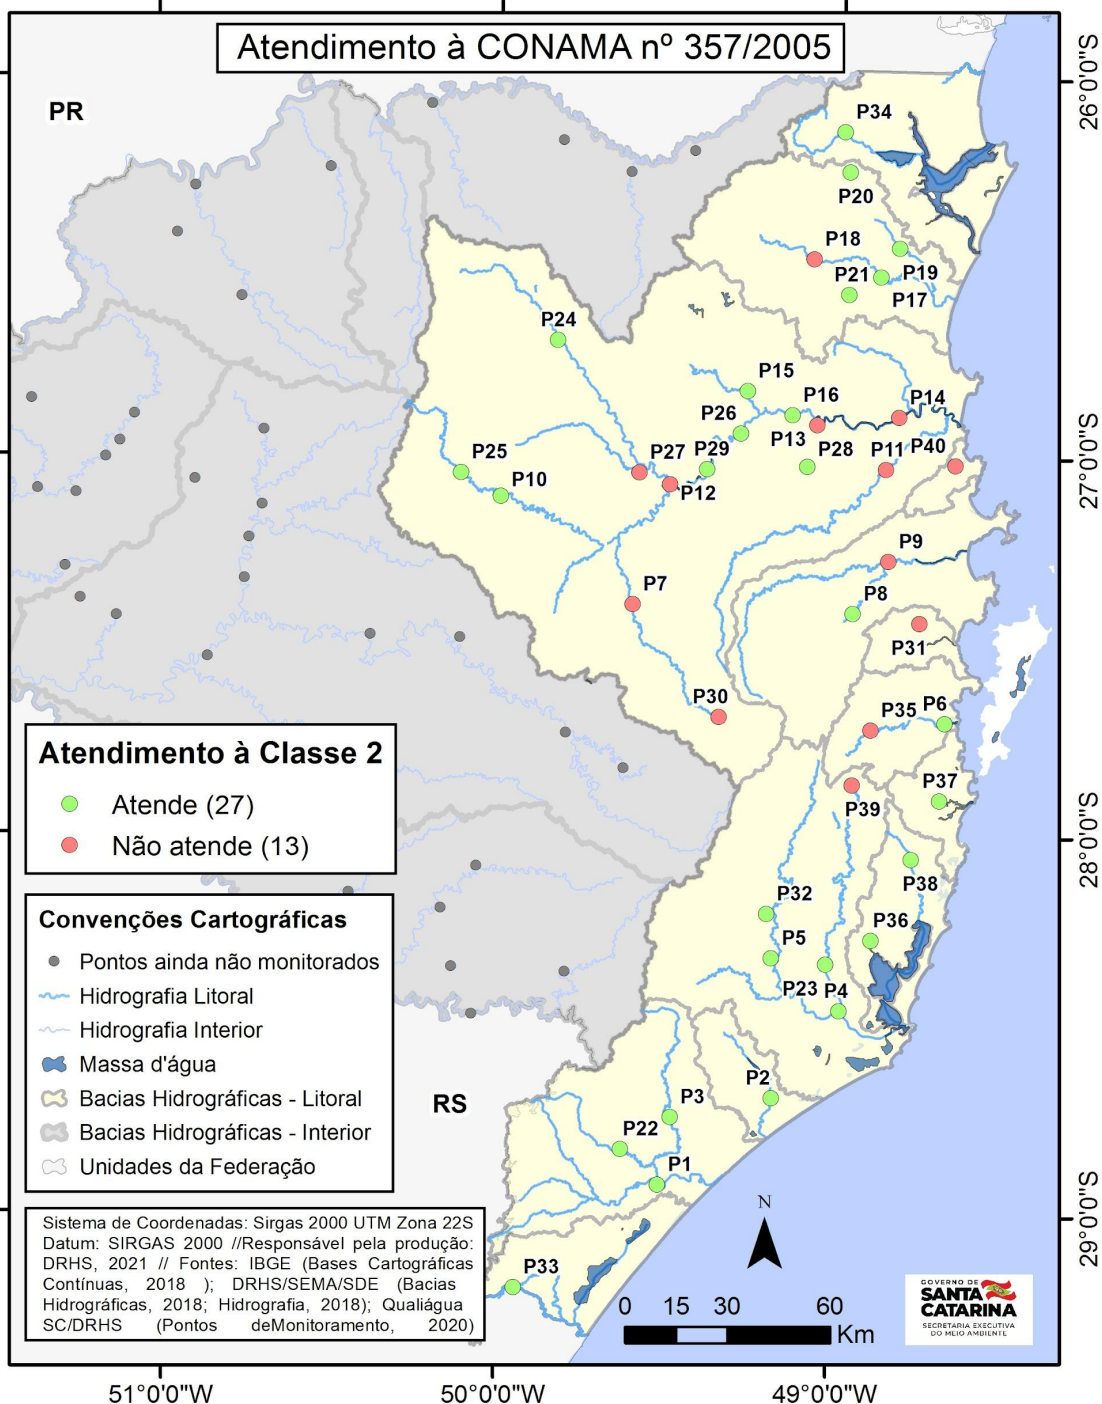 Atendimento à CONAMA nº 357/2005
PR
P34
P20
P18
P21
P19
P17
P24
P15
P16
P14
P26
P13
P28
P11
P40
P25
P10
P27
P29
P12
P9
P7
P8
P31
P30
P35
P6
P37
P39
P38
P32
P36
P5
P23
P4
P2
P3
P22
P1
P33
RS
Atendimento à Classe 2
Atende (27)
Não atende (13)
Convenções Cartográficas
Pontos ainda não monitorados
Hidrografia Litoral
Hidrografia Interior
Massa d'água
Bacias Hidrográficas - Litoral
Bacias Hidrográficas - Interior
Unidades da Federação
Sistema de Coordenadas: Sirgas 2000 UTM Zona 22S
Datum: SIRGAS 2000 //Responsável pela produção:
DRHS, 2021 // Fontes: IBGE (Bases Cartográficas
Contínuas, 2018 ); DRHS/SEMA/SDE (Bacias
Hidrográficas, 2018; Hidrografia, 2018); Qualiágua
SC/DRHS (Pontos deMonitoramento, 2020)
N
0 15 30 60
Km
GOVERNO DE
SANTA
CATARINA
SECRETARIA EXECUTIVA
DO MEIO AMBIENTE
26°0'0"S
27°0'0"S
28°0'0"S
29°0'0"S
51°0'0"W
50°0'0"W
49°0'0"W